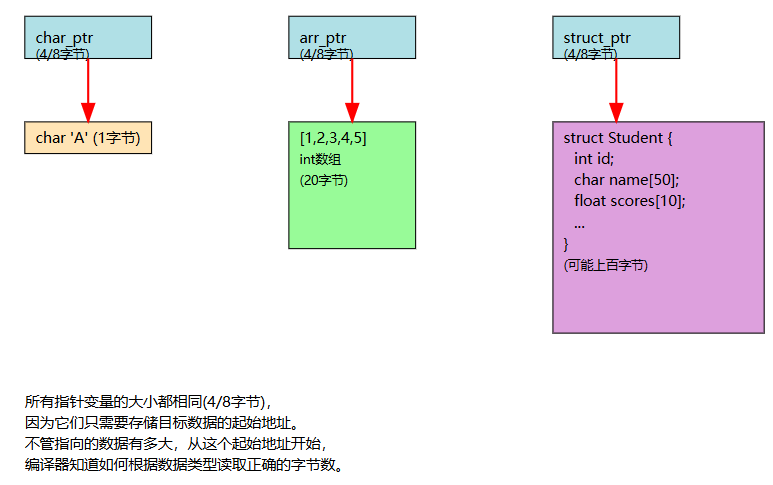 char_ptr
(4/8字节)
arr_ptr
(4/8字节)
struct_ptr
(4/8字节)
char 'A' (1字节)
[1,2,3,4,5]
int数组
(20字节)
struct Student {
int id;
char name[50];
float scores[10];
...
}
(可能上百字节)
所有指针变量的大小都相同(4/8字节)，
因为它们只需要存储目标数据的起始地址。
不管指向的数据有多大，从这个起始地址开始，
编译器知道如何根据数据类型读取正确的字节数。